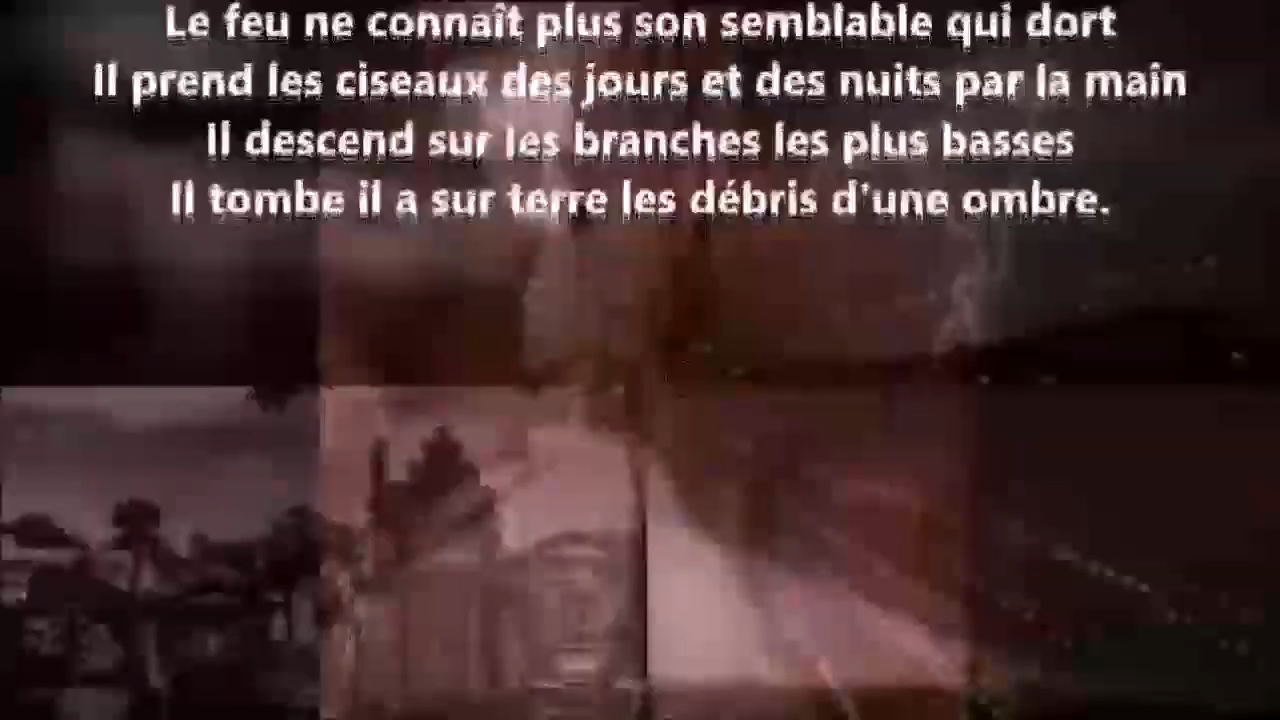 Le feu ne connaît plus son semblable qui dort
Il prend les ciseaux des jours et des nuits par la main
Il descend sur les branches les plus basses
Il tombe il a sur terre les débris d'une ombre.